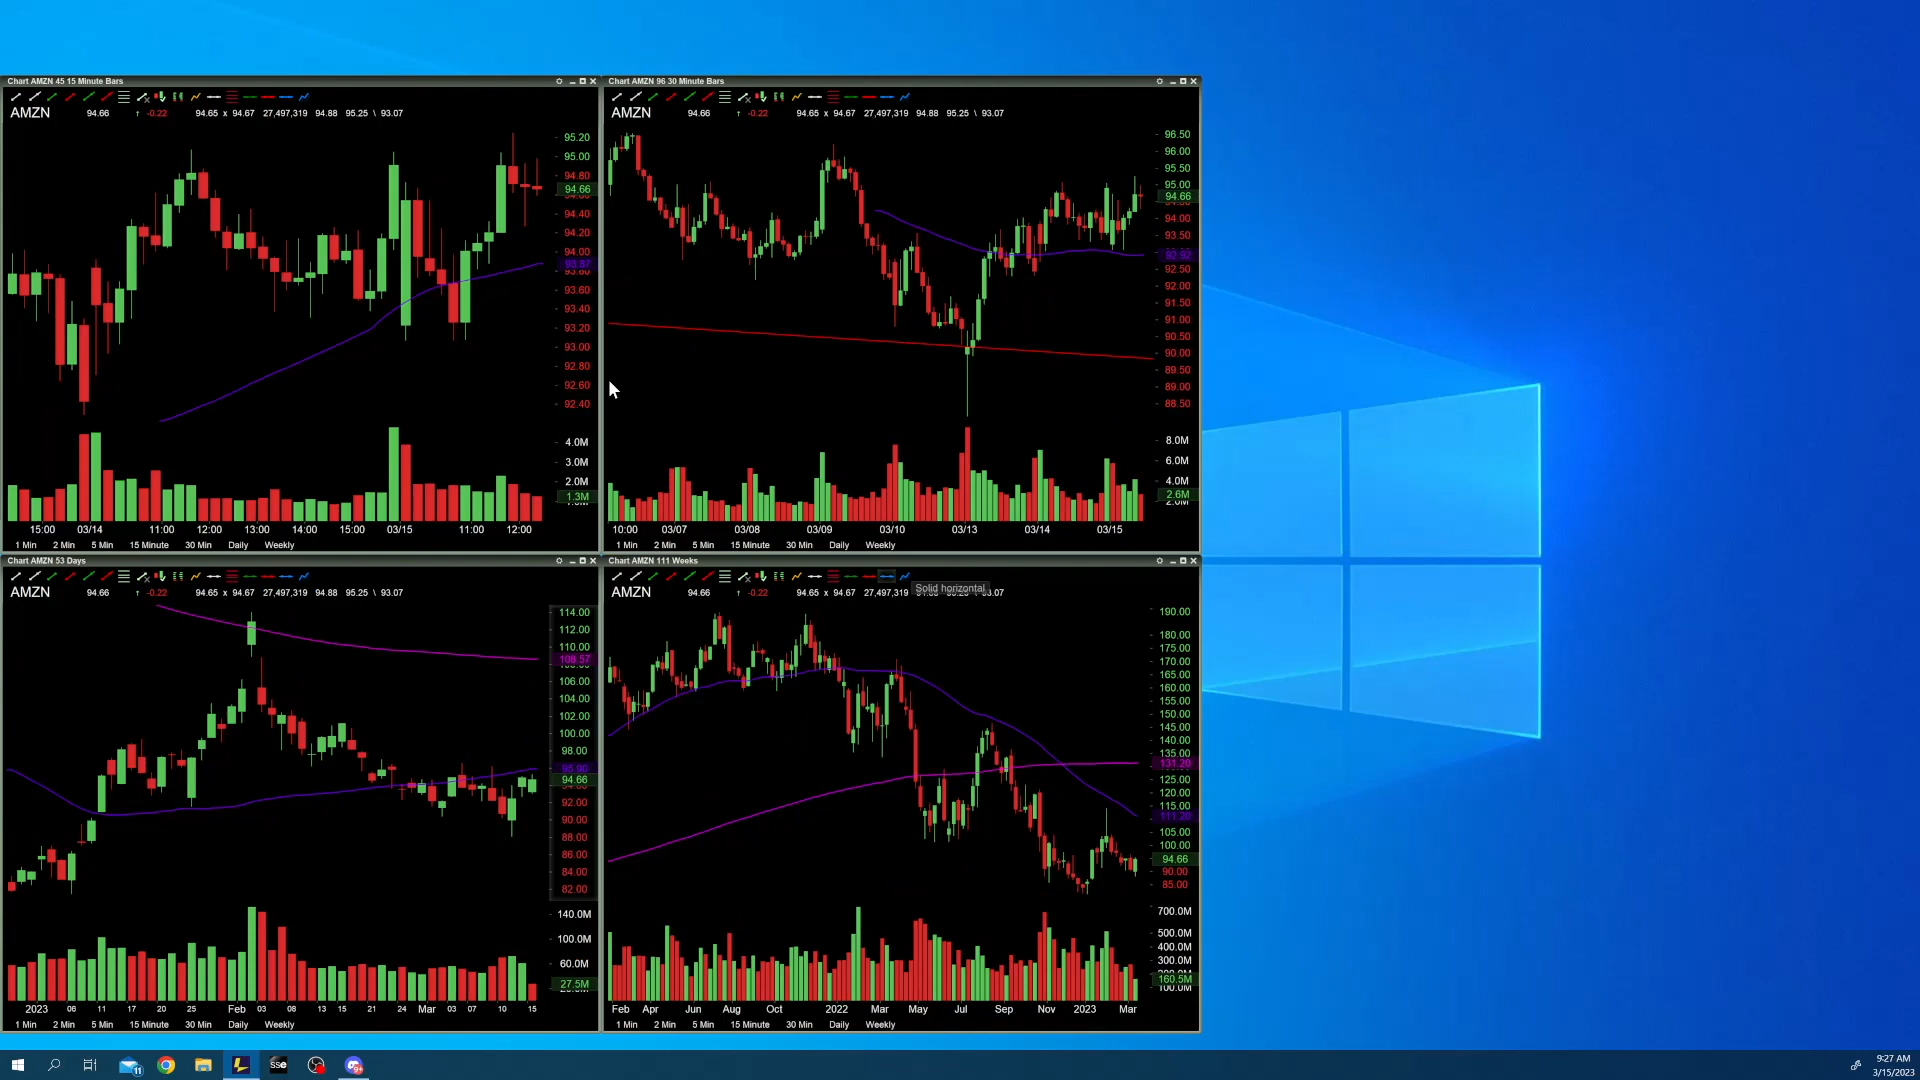 Chart AMZN 45 15 Minute Bars
AMZN 94.66 ↑ -0.22 94.65 x 94.67 27,497,319 94.88 95.25 \ 93.07
95.20
95.00
94.80
94.66
94.40
94.20
94.00
93.87
93.80
93.60
93.40
93.20
93.00
92.80
92.60
92.40
4.0M
3.0M
2.0M
1.3M
15:00 03/14 11:00 12:00 13:00 14:00 15:00 03/15 11:00 12:00
1 Min 2 Min 5 Min 15 Minute 30 Min Daily Weekly
Chart AMZN 96 30 Minute Bars
AMZN 94.66 ↑ -0.22 94.65 x 94.67 27,497,319 94.88 95.25 \ 93.07
96.50
96.00
95.50
95.00
94.66
94.00
93.50
92.92
92.50
92.00
91.50
91.00
90.50
90.00
89.50
89.00
88.50
8.0M
6.0M
4.0M
2.6M
2.0M
10:00 03/07 03/08 03/09 03/10 03/13 03/14 03/15
1 Min 2 Min 5 Min 15 Minute 30 Min Daily Weekly
Chart AMZN 53 Days
AMZN 94.66 ↑ -0.22 94.65 x 94.67 27,497,319 94.88 95.25 \ 93.07
114.00
112.00
110.00
108.57
106.00
104.00
102.00
100.00
98.00
95.90
94.66
92.00
90.00
88.00
86.00
84.00
82.00
140.0M
100.0M
60.0M
27.5M
2023 06 11 17 20 25 Feb 03 08 13 15 21 24 Mar 03 07 10 15
1 Min 2 Min 5 Min 15 Minute 30 Min Daily Weekly
Chart AMZN 111 Weeks
Solid horizontal
AMZN 94.66 ↑ -0.22 94.65 x 94.67 27,497,319 \ 93.07
190.00
180.00
175.00
170.00
165.00
160.00
155.00
150.00
145.00
140.00
135.00
131.20
125.00
120.00
115.00
111.20
105.00
100.00
94.66
90.00
85.00
700.0M
500.0M
400.0M
300.0M
160.5M
100.0M
Feb Apr Jun Aug Oct 2022 Mar May Jul Sep Nov 2023 Mar
1 Min 2 Min 5 Min 15 Minute 30 Min Daily Weekly
11
sse
9+
9:27 AM
3/15/2023